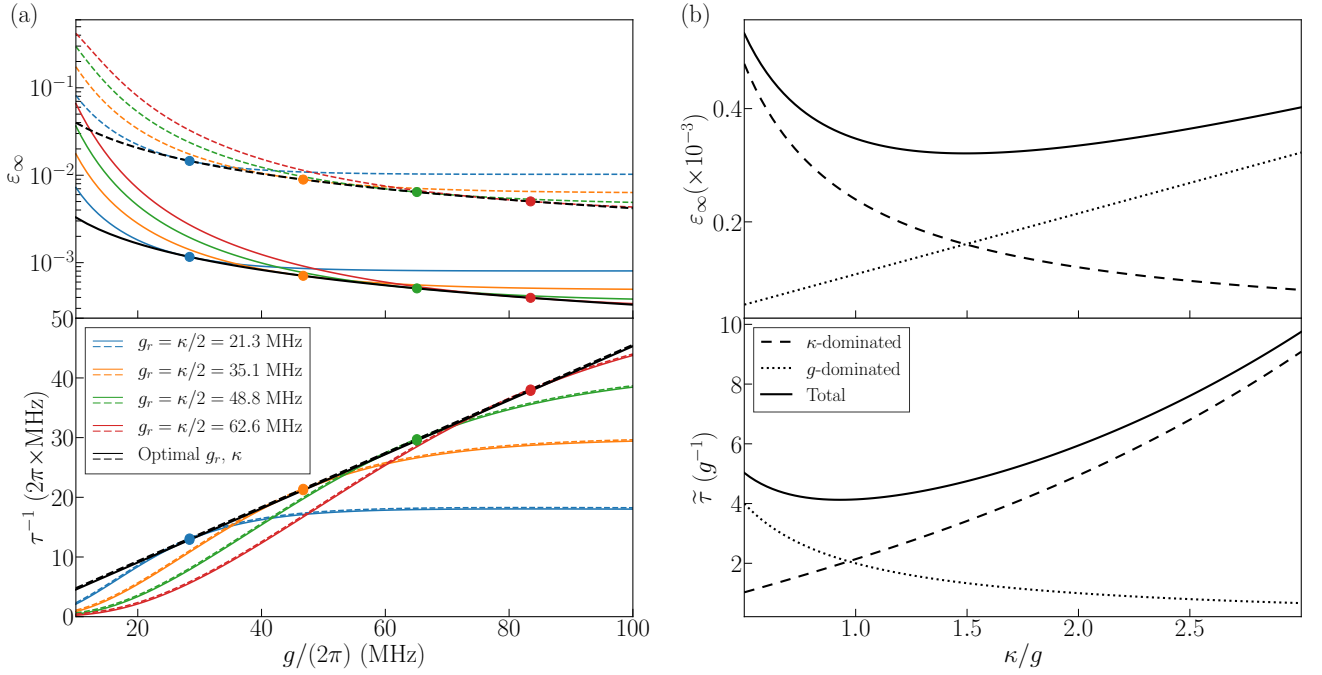 (a)
ε∞
10⁻¹
10⁻²
10⁻³
τ⁻¹ (2π×MHz)
50
40
30
20
10
0
g_r = κ/2 = 21.3 MHz
g_r = κ/2 = 35.1 MHz
g_r = κ/2 = 48.8 MHz
g_r = κ/2 = 62.6 MHz
Optimal g_r, κ
20
40
60
80
100
g/(2π) (MHz)
(b)
ε∞(×10⁻³)
0.4
0.2
τ̃ (g⁻¹)
10
8
6
4
2
κ-dominated
g-dominated
Total
1.0
1.5
2.0
2.5
κ/g